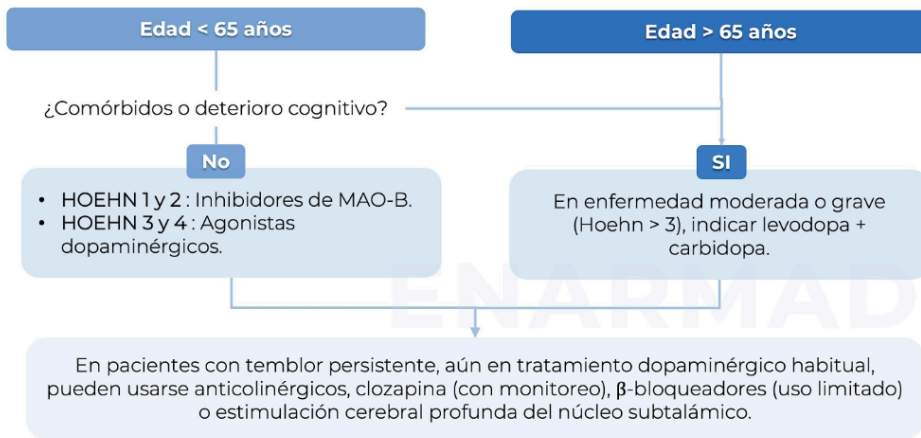 Edad < 65 años
Edad > 65 años
¿Comórbidos o deterioro cognitivo?
No
SI
• HOEHN 1 y 2 : Inhibidores de MAO-B.
• HOEHN 3 y 4 : Agonistas
dopaminérgicos.
En enfermedad moderada o grave
(Hoehn > 3), indicar levodopa +
carbidopa.
ENARMAD
En pacientes con temblor persistente, aún en tratamiento dopaminérgico habitual,
pueden usarse anticolinérgicos, clozapina (con monitoreo), β-bloqueadores (uso limitado)
o estimulación cerebral profunda del núcleo subtalámico.